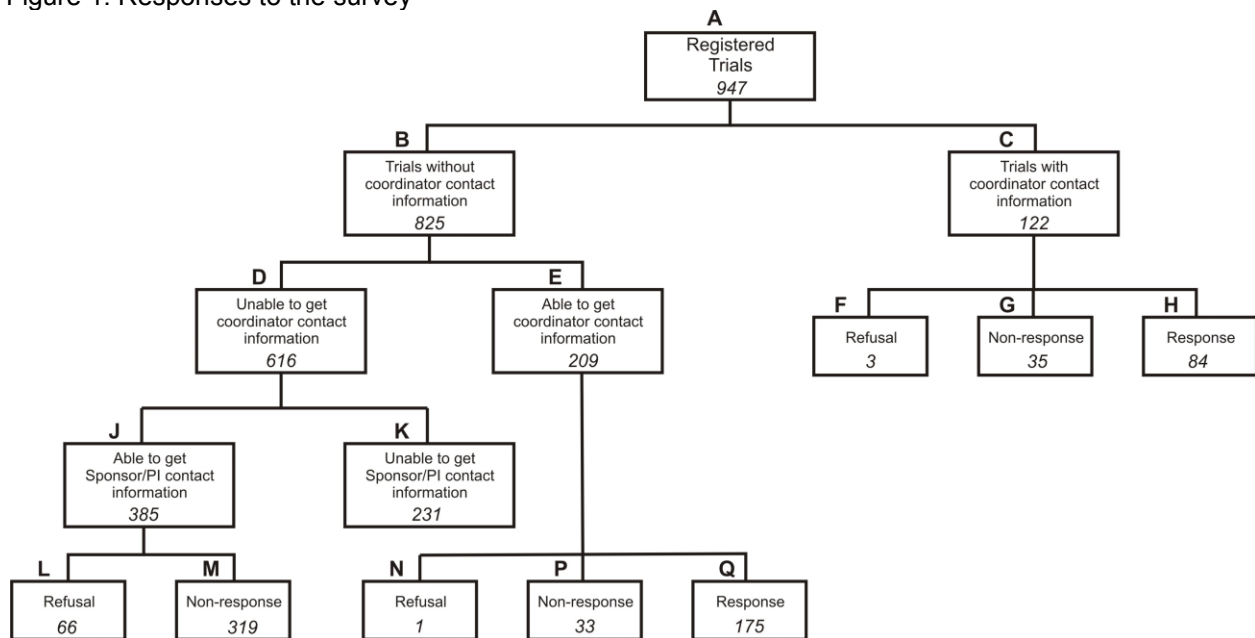 Figure 1. Responses to the survey
A
Registered
Trials
947
B
Trials without
coordinator contact
information
825
C
Trials with
coordinator contact
information
122
D
Unable to get
coordinator contact
information
616
E
Able to get
coordinator contact
information
209
F
Refusal
3
G
Non-response
35
H
Response
84
J
Able to get
Sponsor/PI contact
information
385
K
Unable to get
Sponsor/PI contact
information
231
L
Refusal
66
M
Non-response
319
N
Refusal
1
P
Non-response
33
Q
Response
175